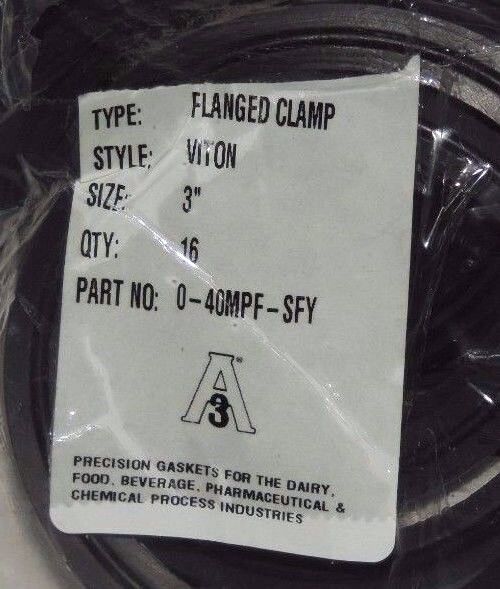 TYPE: FLANGED CLAMP
STYLE: VITON
SIZE: 3"
QTY: 16
PART NO: 0-40MPF-SFY
A3®
PRECISION GASKETS FOR THE DAIRY,
FOOD, BEVERAGE, PHARMACEUTICAL &
CHEMICAL PROCESS INDUSTRIES